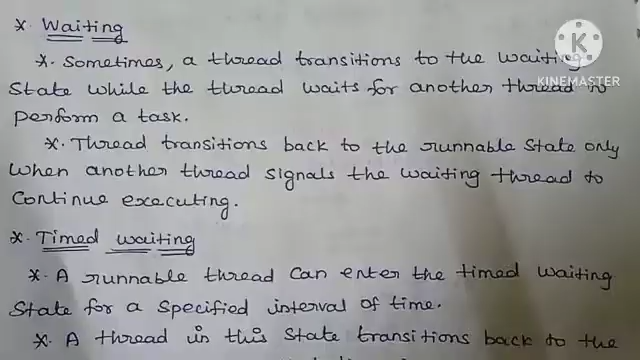 * Waiting
*. Sometimes, a thread transitions to the waiting
State while the thread waits for another thread to
perform a task.
*. Thread transitions back to the runnable State only
when another thread signals the waiting thread to
Continue executing.
*. Timed waiting
*. A runnable thread Can enter the timed waiting
State for a specified interval of time.
*. A thread in this State transitions back to the
K
KINEMASTER